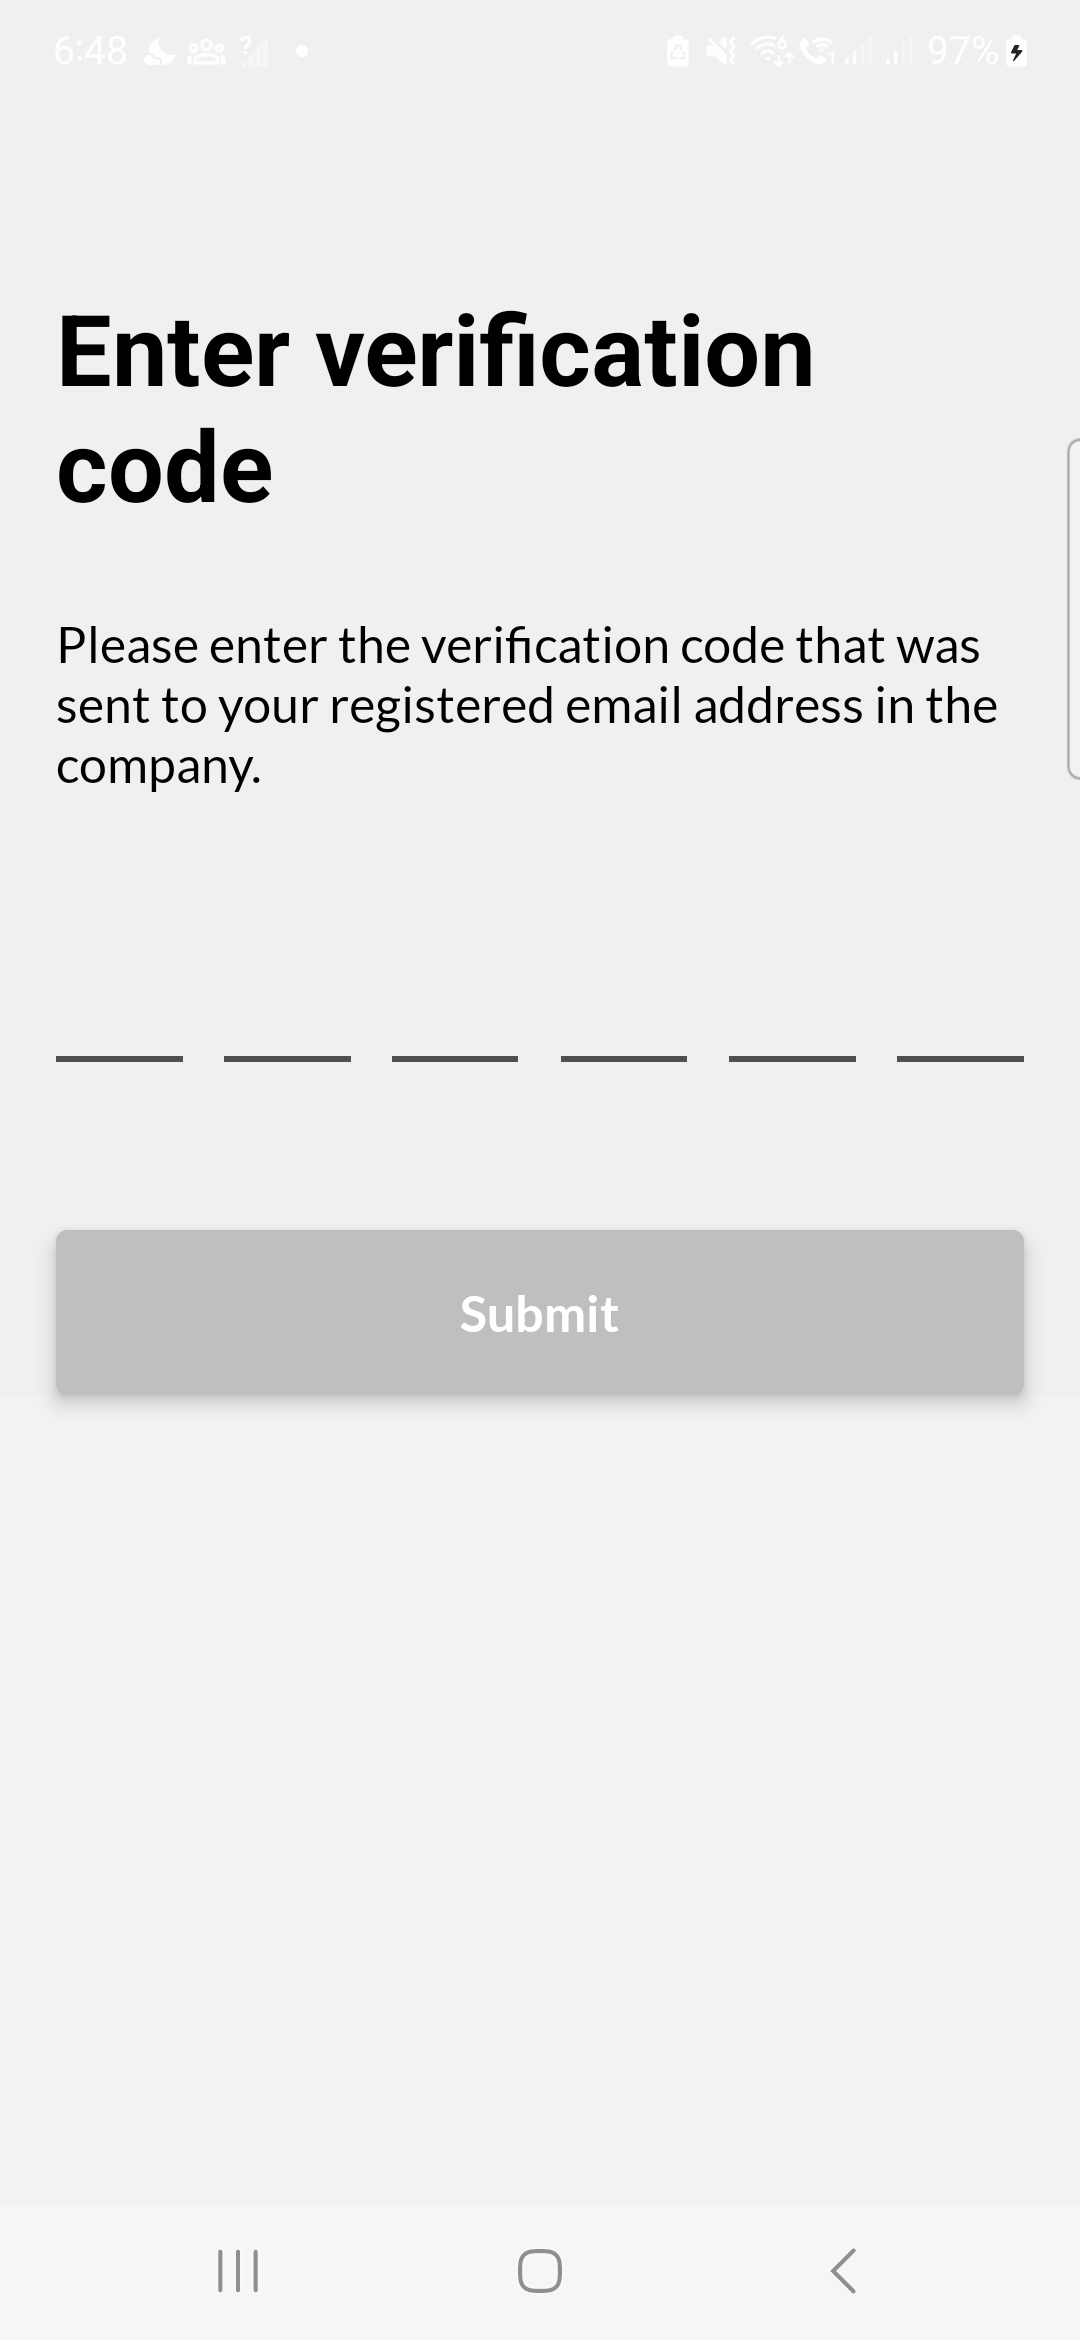 6:48
97%
Enter verification
code
Please enter the verification code that was
sent to your registered email address in the
company.
Submit